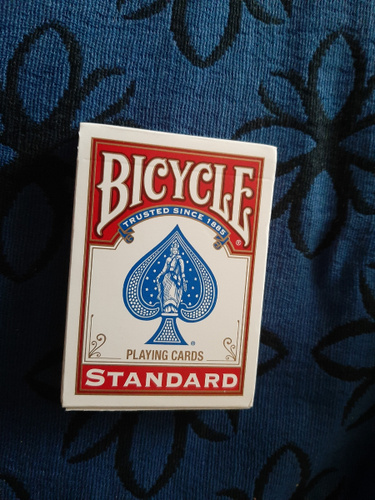 BICYCLE
®
TRUSTED SINCE 1885
®
PLAYING CARDS
STANDARD